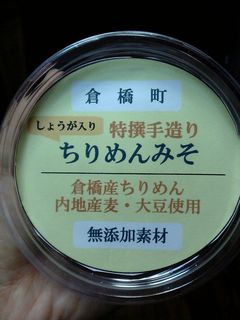 倉橋町
しょうが入り 特撰手造り
ちりめんみそ
倉橋産ちりめん
内地産麦・大豆使用
無添加素材